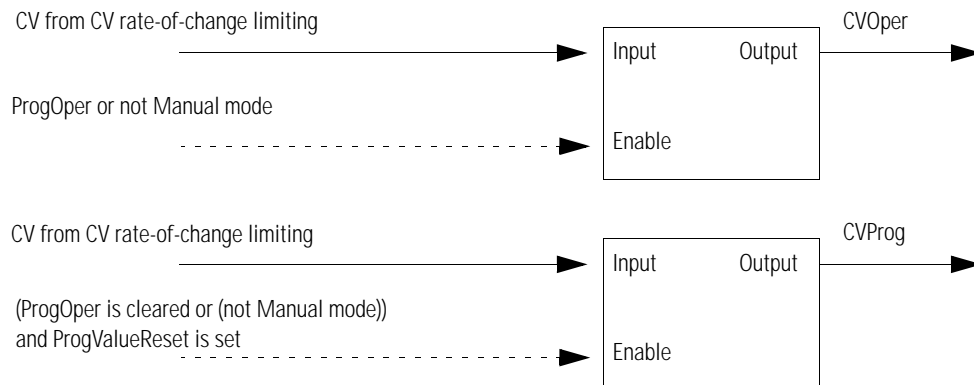 CV from CV rate-of-change limiting
CVOper
Input
Output
ProgOper or not Manual mode
Enable
CV from CV rate-of-change limiting
CVProg
Input
Output
(ProgOper is cleared or (not Manual mode))
and ProgValueReset is set
Enable